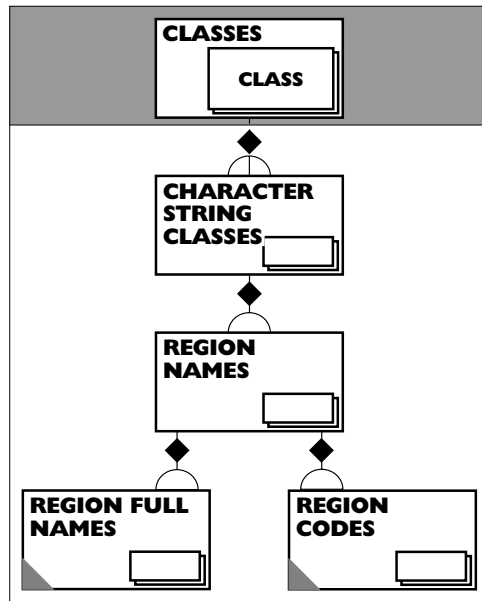 CLASSES
CLASS
CHARACTER
STRING
CLASSES
REGION
NAMES
REGION FULL
NAMES
REGION
CODES